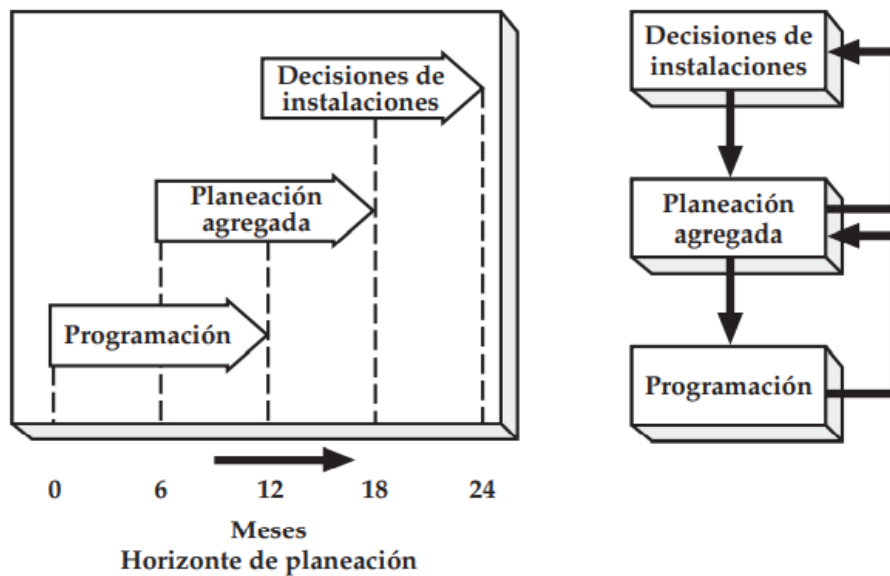 Decisiones de
instalaciones
Planeación
agregada
Programación
0 6 12 18 24
Meses
Horizonte de planeación
Decisiones de
instalaciones
Planeación
agregada
Programación